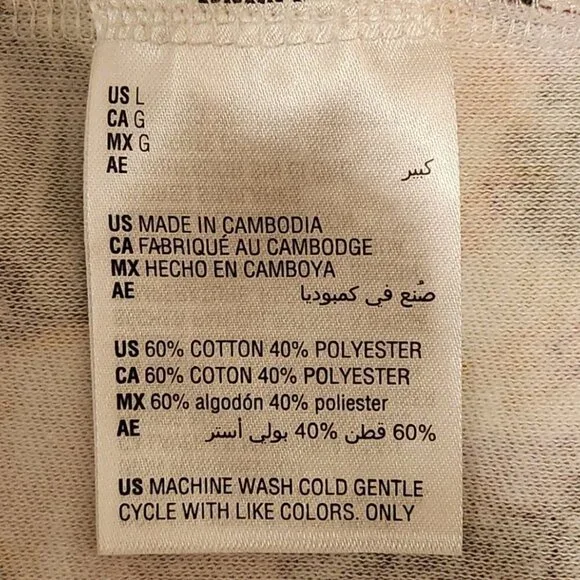 US L
CA G
MX G
AE كبير
US MADE IN CAMBODIA
CA FABRIQUÉ AU CAMBODGE
MX HECHO EN CAMBOYA
AE صُنع في كمبوديا
US 60% COTTON 40% POLYESTER
CA 60% COTON 40% POLYESTER
MX 60% algodón 40% poliester
AE 60% قطن 40% بولي أستر
US MACHINE WASH COLD GENTLE
CYCLE WITH LIKE COLORS. ONLY